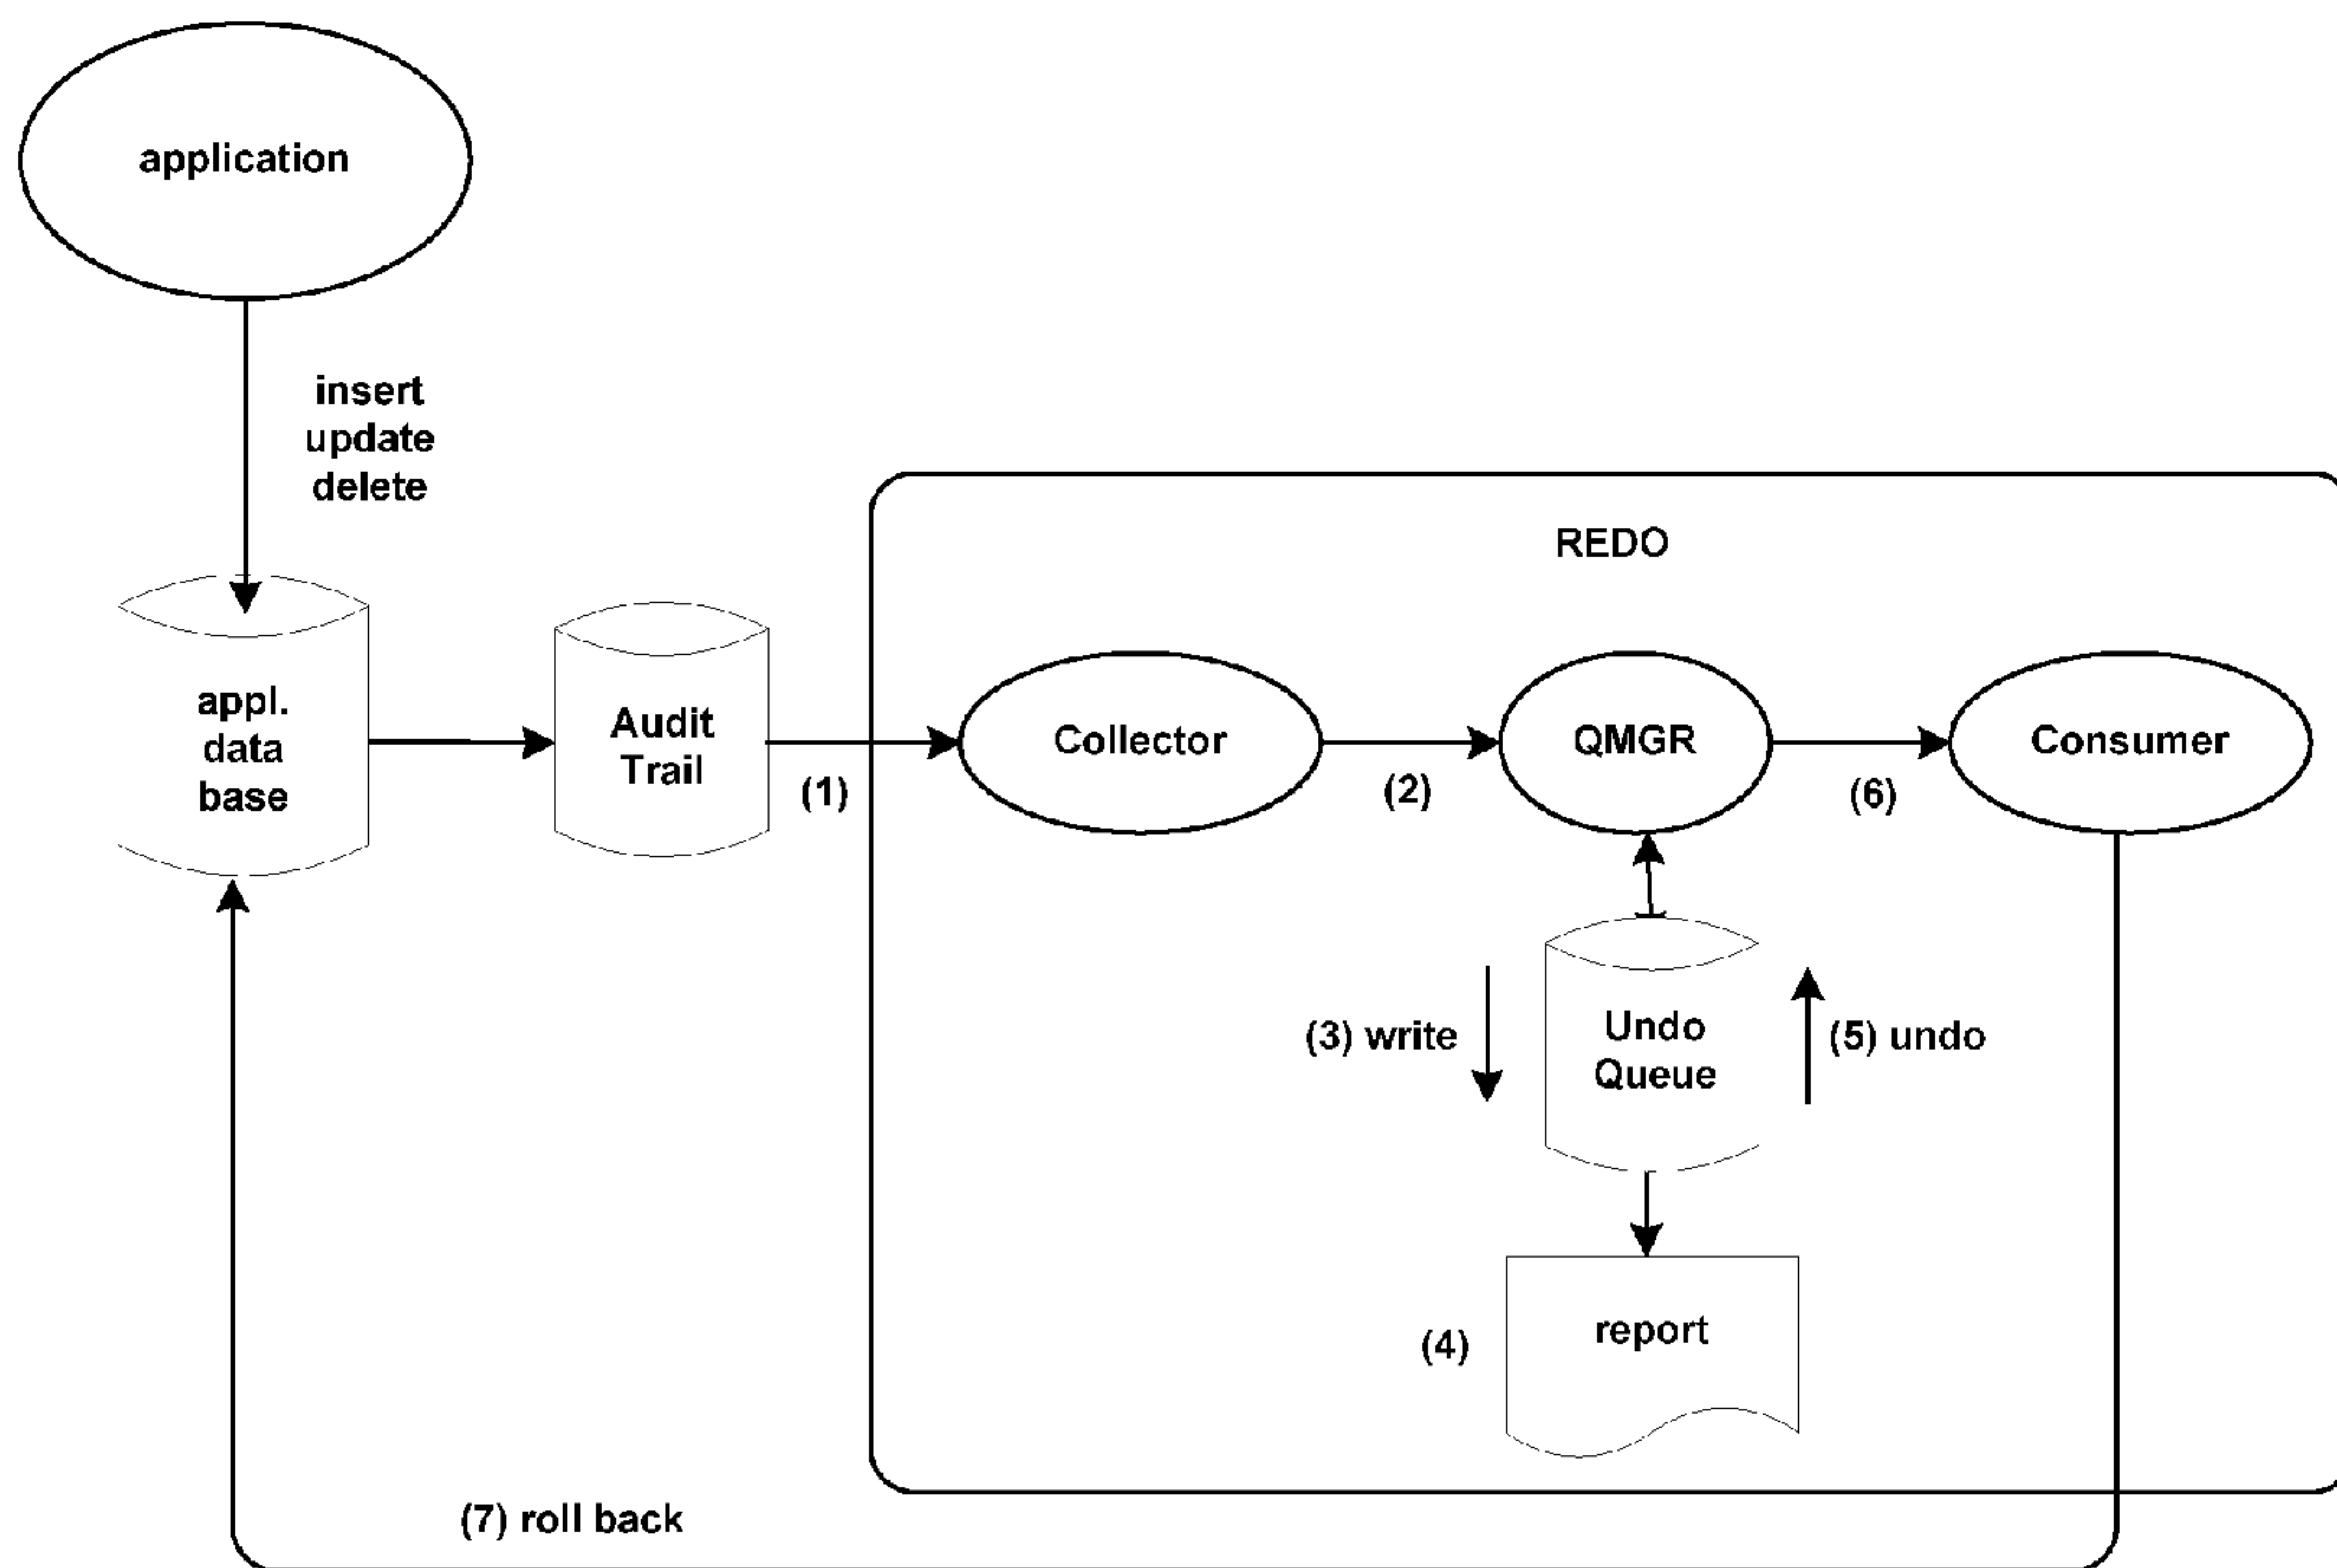 application
insert
update
delete
REDO
appl.
data
base
Audit
Trail
(1)
Collector
(2)
QMGR
(6)
Consumer
(3) write
Undo
Queue
(5) undo
(4)
report
(7) roll back